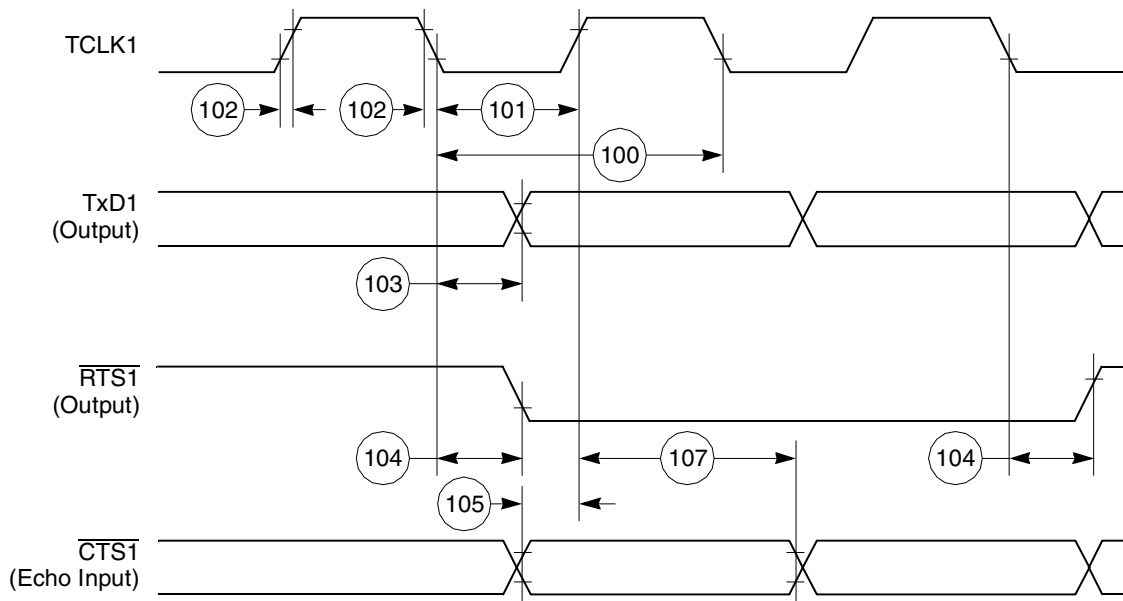 TCLK1
102
102
101
100
TxD1
(Output)
103
RTS1
(Output)
104
107
104
105
CTS1
(Echo Input)